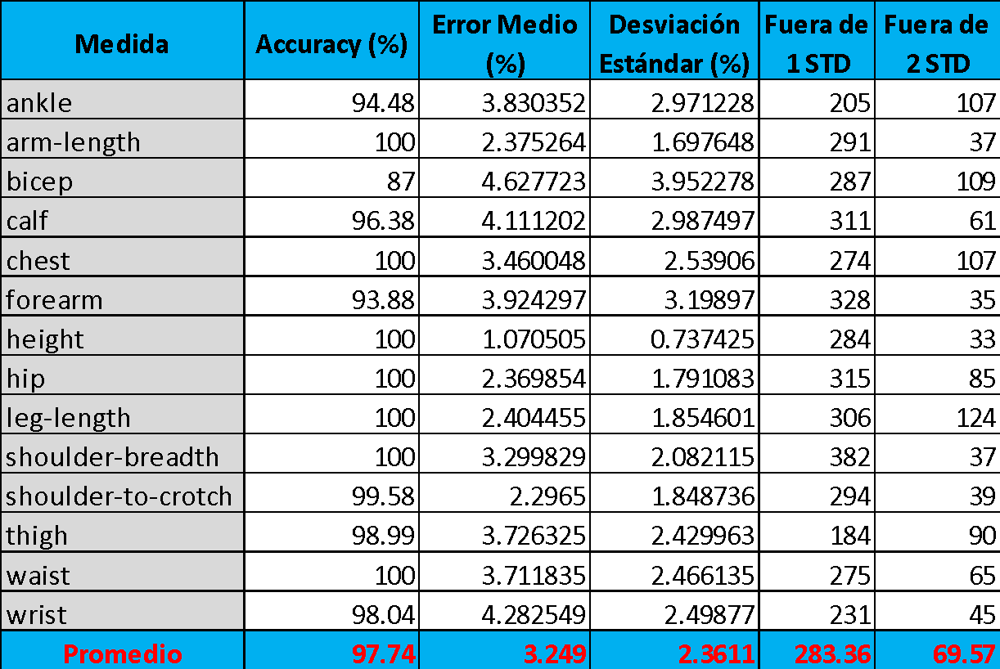 Medida Accuracy (%) Error Medio (%) Desviación Estándar (%) Fuera de 1 STD Fuera de 2 STD
ankle 94.48 3.830352 2.971228 205 107
arm-length 100 2.375264 1.697648 291 37
bicep 87 4.627723 3.952278 287 109
calf 96.38 4.111202 2.987497 311 61
chest 100 3.460048 2.53906 274 107
forearm 93.88 3.924297 3.19897 328 35
height 100 1.070505 0.737425 284 33
hip 100 2.369854 1.791083 315 85
leg-length 100 2.404455 1.854601 306 124
shoulder-breadth 100 3.299829 2.082115 382 37
shoulder-to-crotch 99.58 2.2965 1.848736 294 39
thigh 98.99 3.726325 2.429963 184 90
waist 100 3.711835 2.466135 275 65
wrist 98.04 4.282549 2.49877 231 45
Promedio 97.74 3.249 2.3611 283.36 69.57